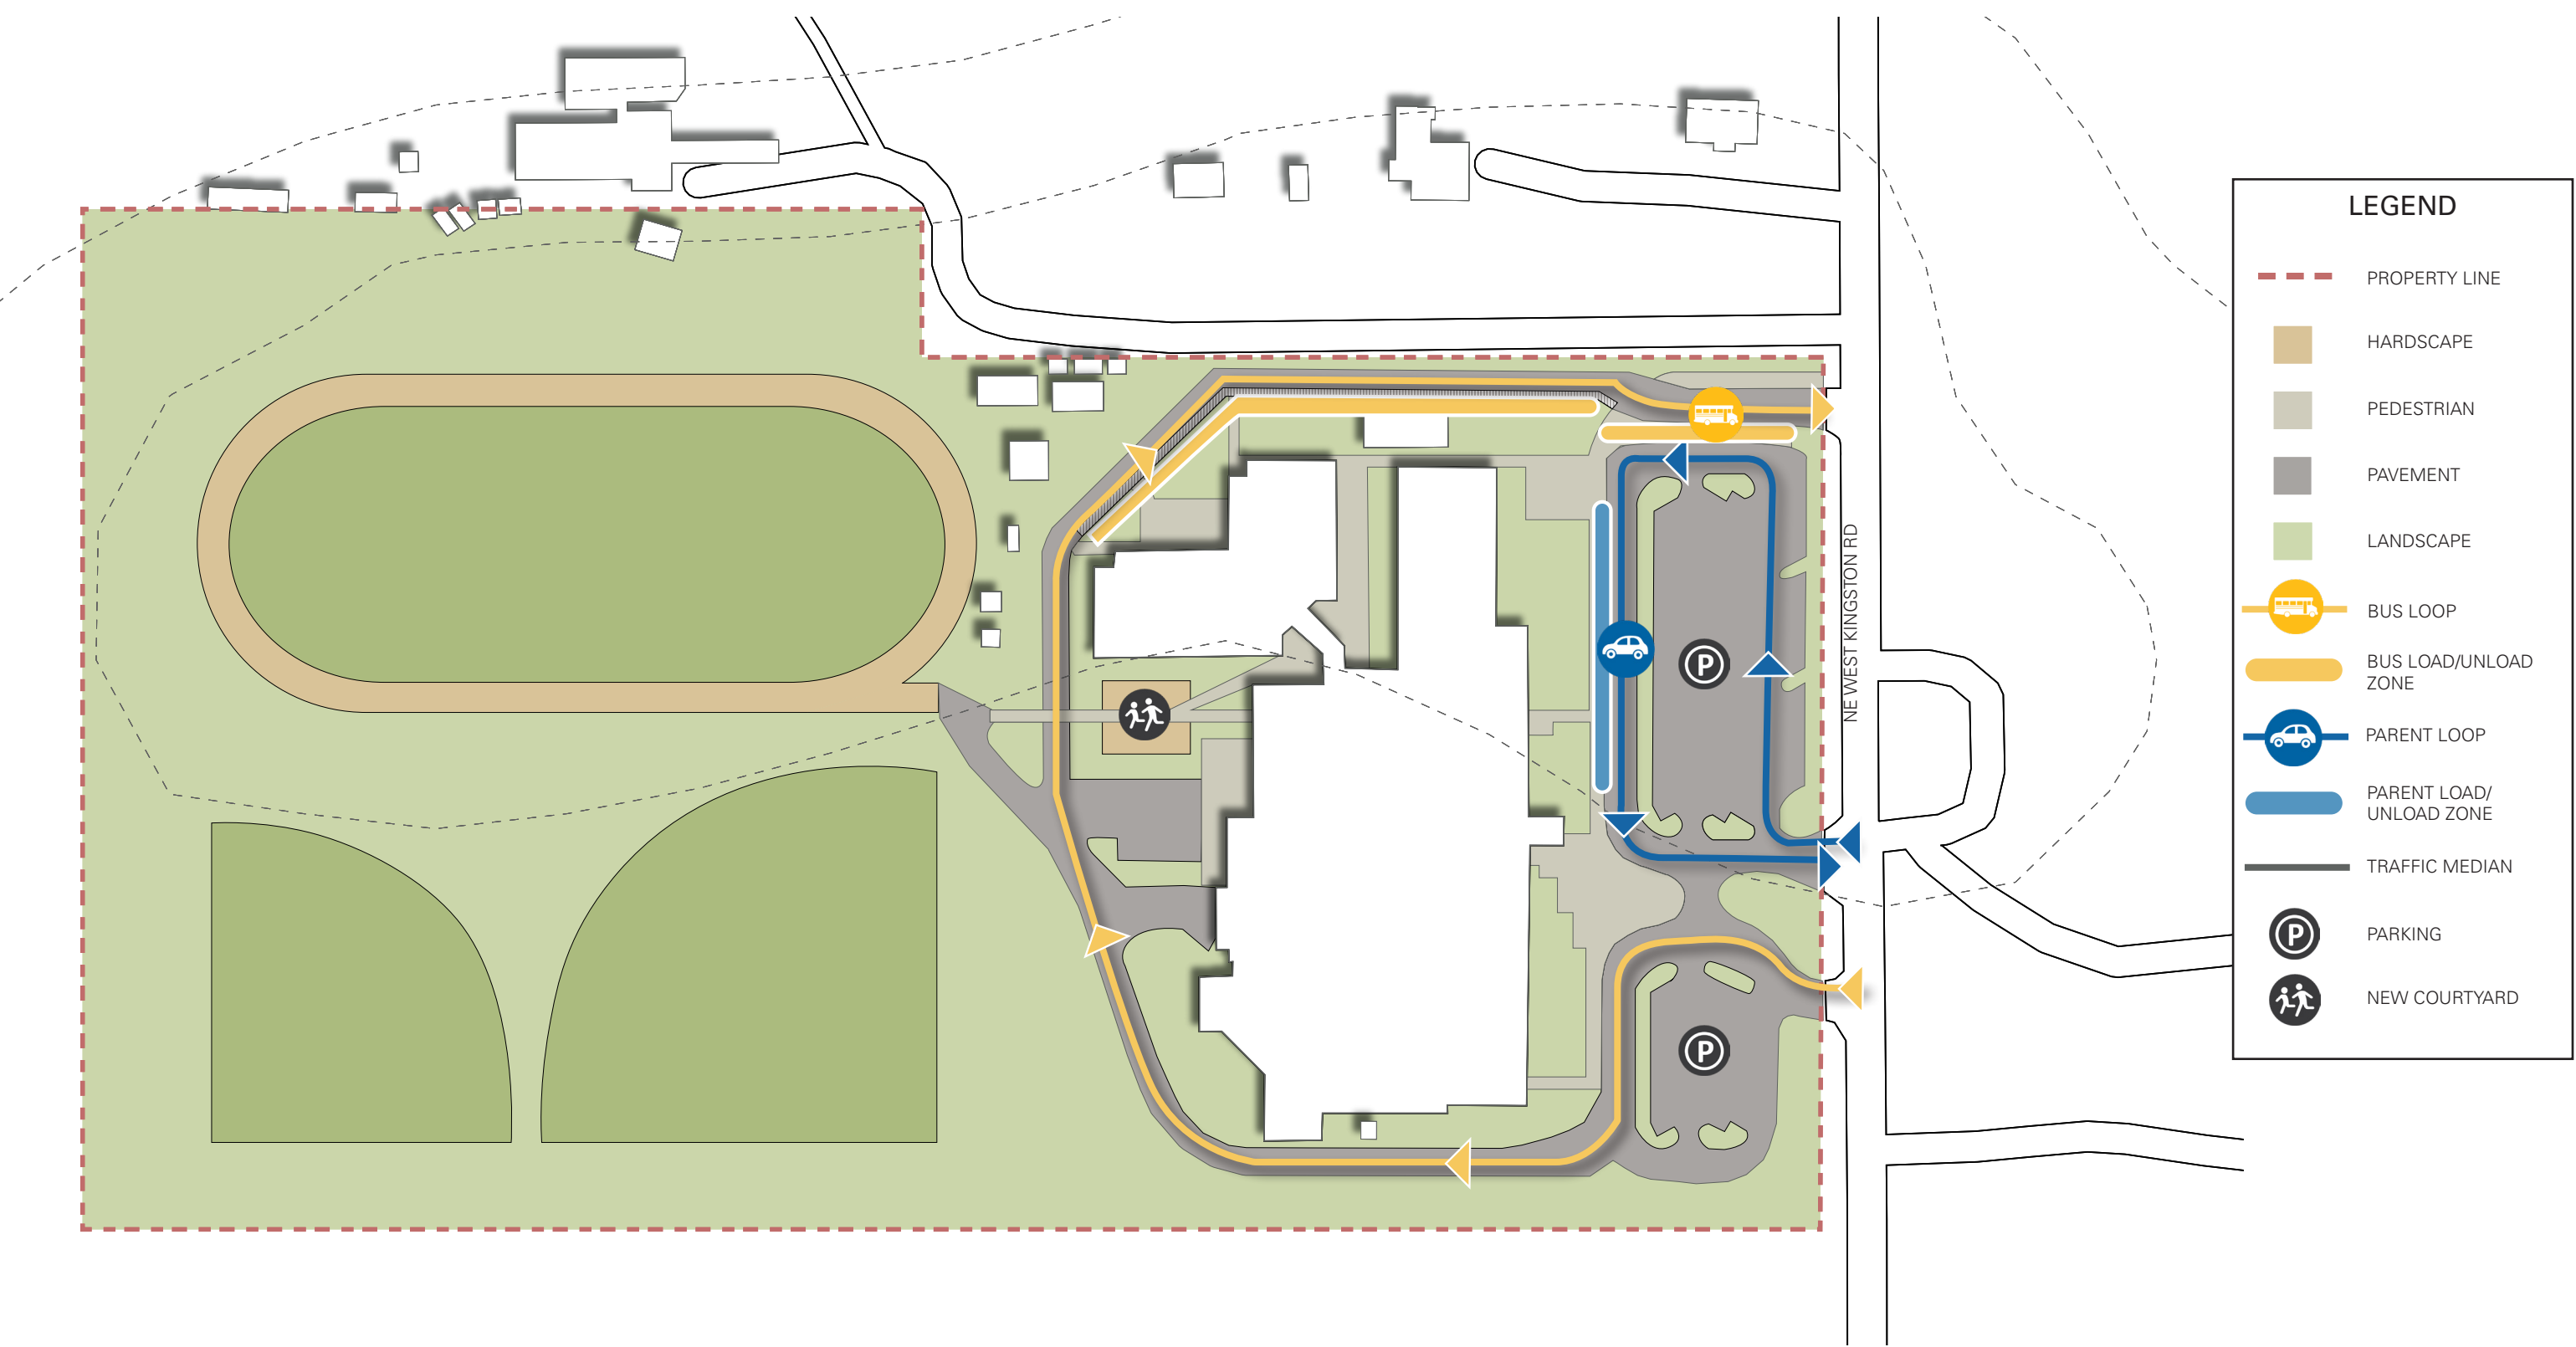 LEGEND
PROPERTY LINE
HARDSCAPE
PEDESTRIAN
PAVEMENT
LANDSCAPE
BUS LOOP
BUS LOAD/UNLOAD
ZONE
PARENT LOOP
PARENT LOAD/
UNLOAD ZONE
TRAFFIC MEDIAN
P
PARKING
NEW COURTYARD
NE WEST KINGSTON RD
P
P